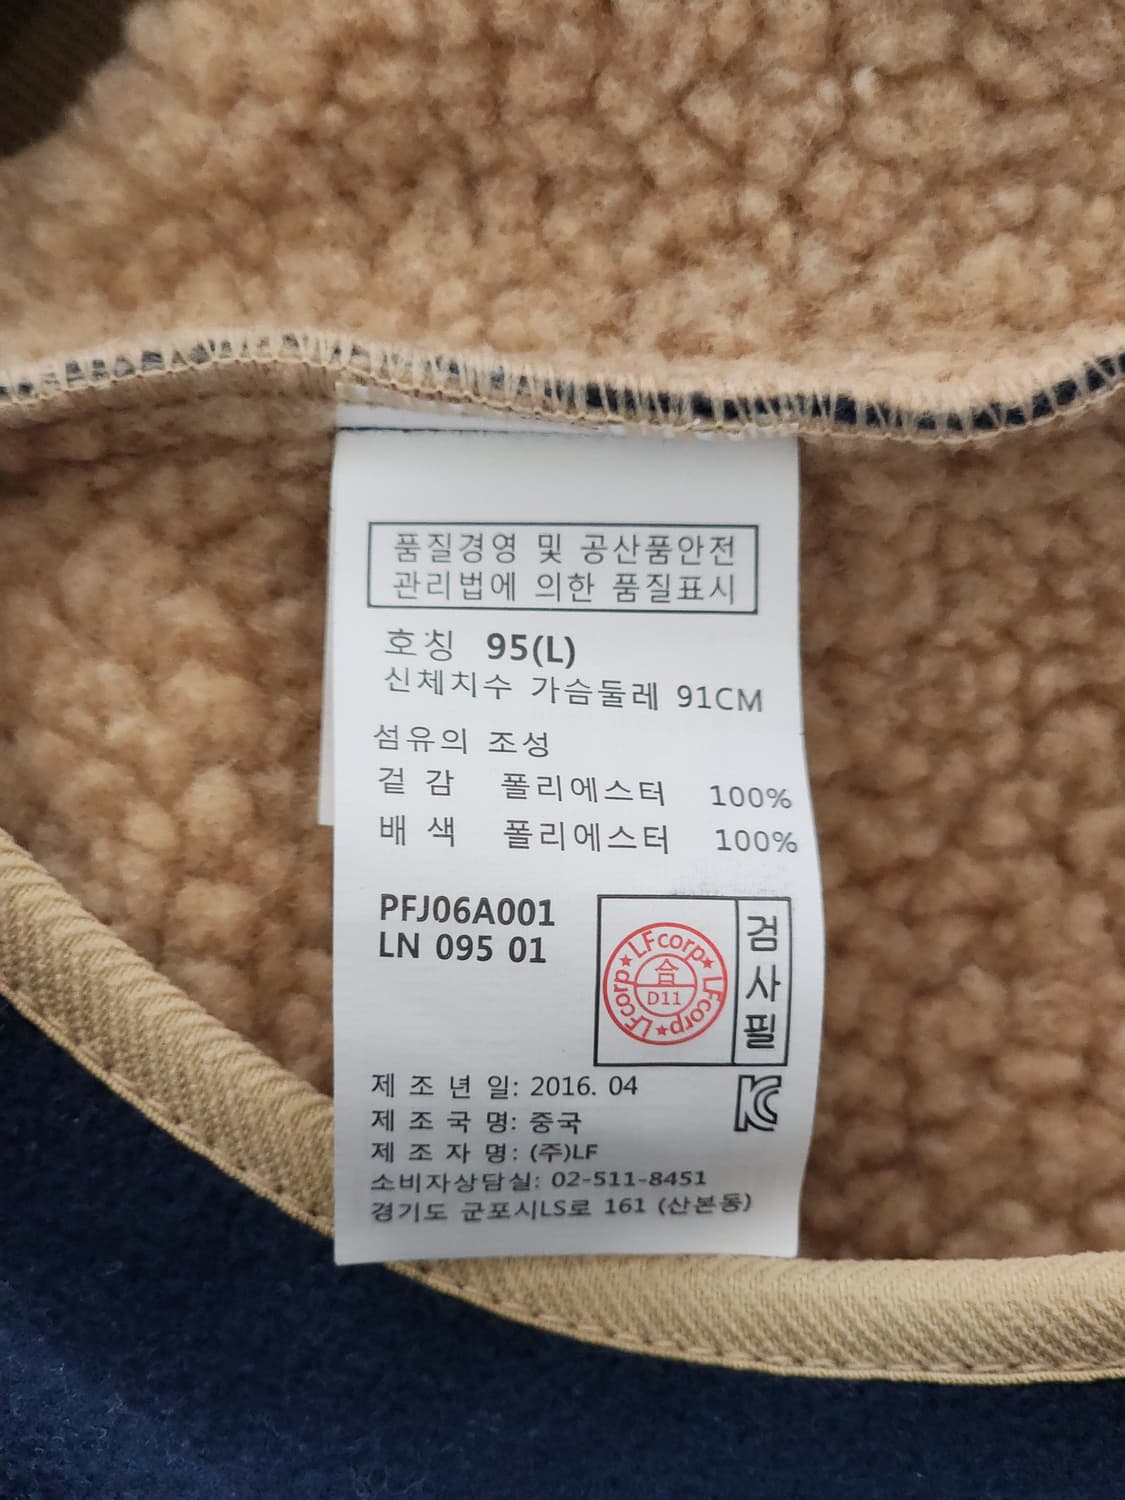 품질경영 및 공산품안전
관리법에 의한 품질표시
호칭 95(L)
신체치수 가슴둘레 91CM
섬유의 조성
겉 감 폴리에스터 100%
배 색 폴리에스터 100%
PFJ06A001
LN 095 01
LFcorp★LFcorp★LFcorp★
合
D11
검사필
제 조 년 일: 2016. 04
KC
제 조 국 명: 중국
제 조 자 명: (주)LF
소비자상담실: 02-511-8451
경기도 군포시LS로 161 (산본동)